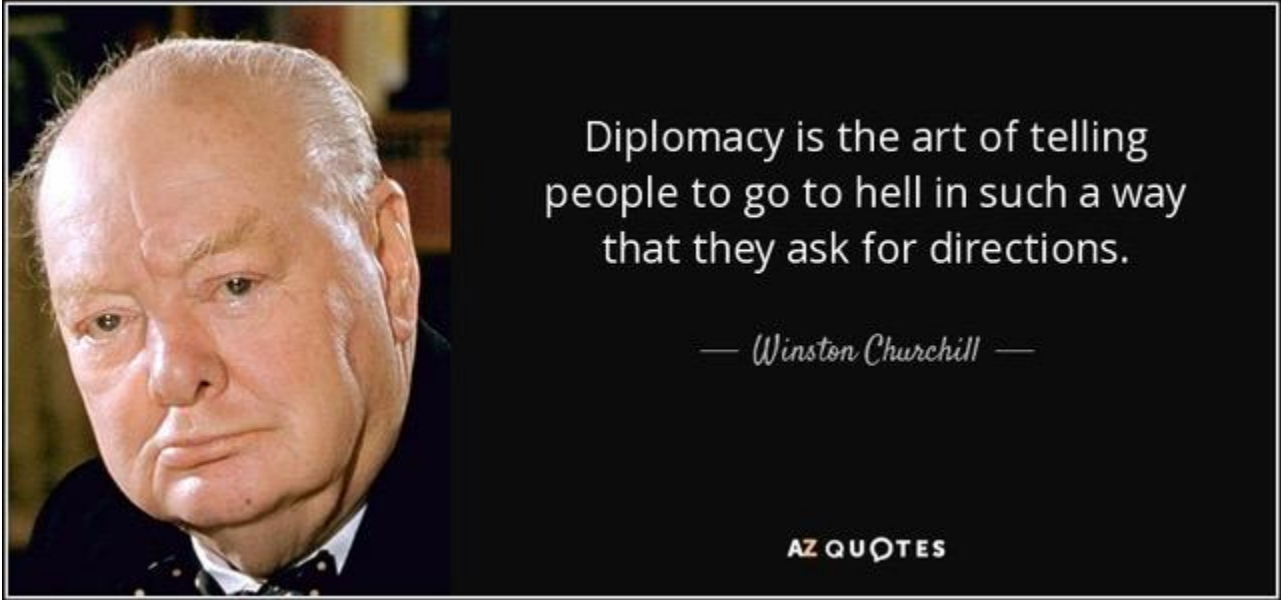 Diplomacy is the art of telling
people to go to hell in such a way
that they ask for directions.
— Winston Churchill —
AZ QUOTES